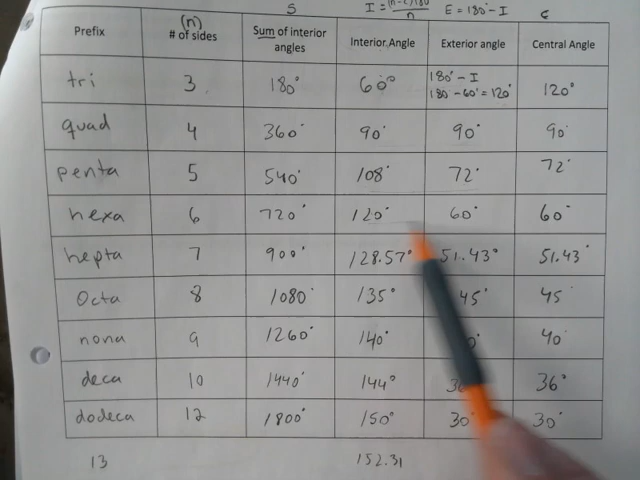 S I = (n-2)180/n E = 180° - I C
Prefix (n) # of sides Sum of interior angles Interior Angle Exterior angle Central Angle
tri 3 180° 60° 180° - I 180 - 60° = 120° 120°
quad 4 360° 90° 90° 90°
penta 5 540° 108° 72° 72°
hexa 6 720° 120° 60° 60°
hepta 7 900° 128.57° 51.43° 51.43°
Octa 8 1080° 135° 45° 45°
nona 9 1260° 140° 40°
deca 10 1440° 144° 36°
dodeca 12 1800° 150° 30° 30°
13 152.31